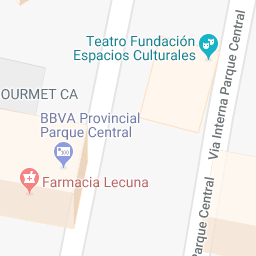 Teatro Fundación
Espacios Culturales
OURMET CA
BBVA Provincial
Parque Central
Farmacia Lecuna
Via Interna Parque Central
Parque Central